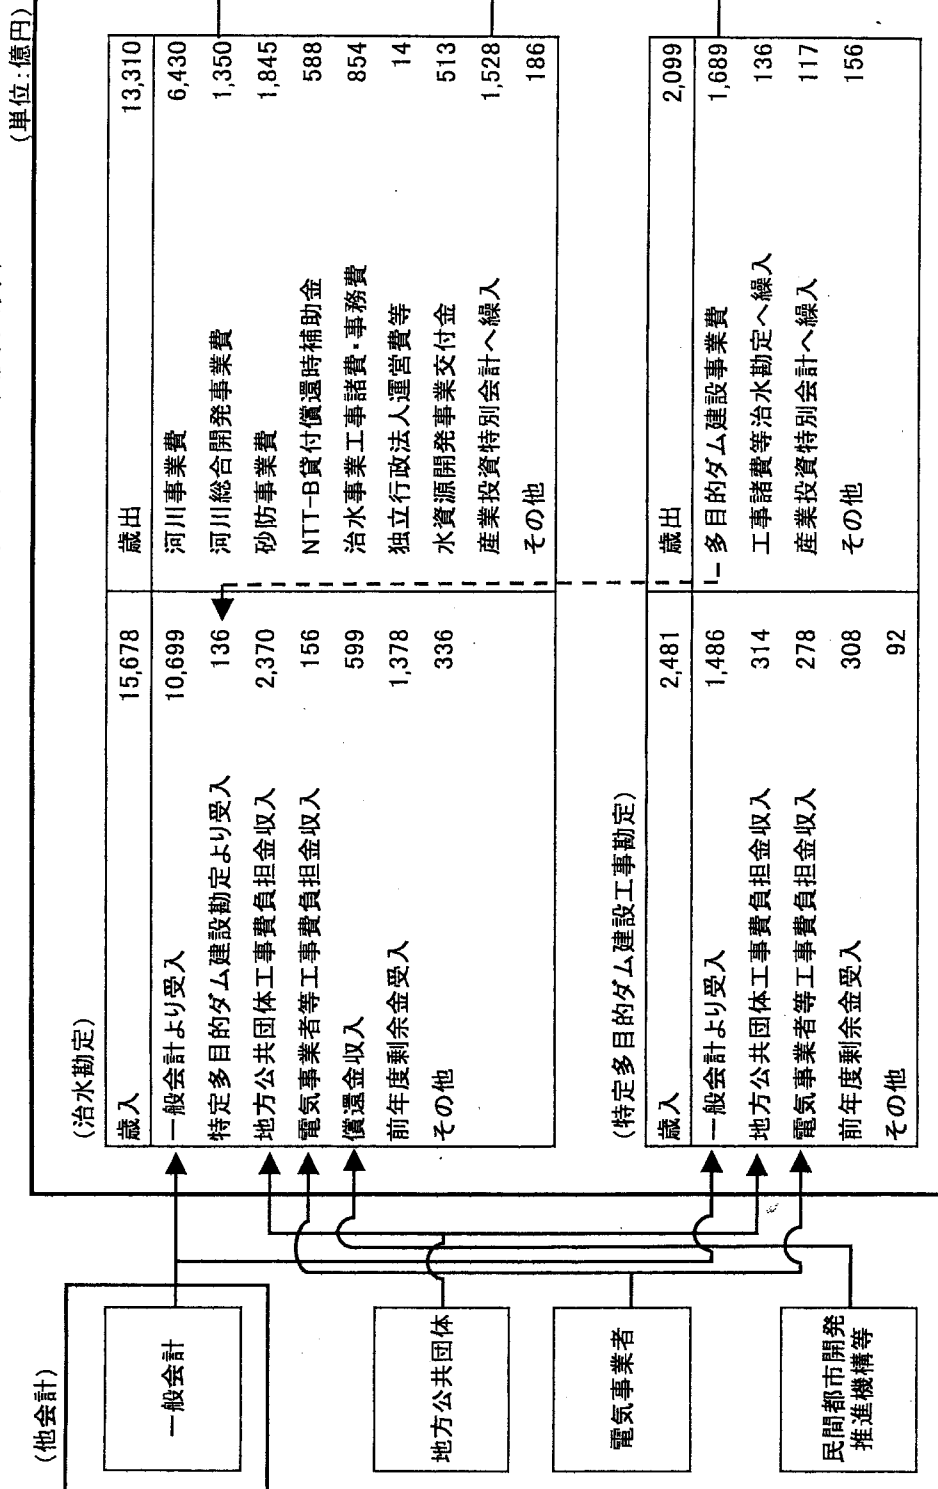 (単位:億円)
(他会計)
一般会計
地方公共団体
電気事業者
民間都市開発
推進機構等
(治水勘定)
歳入 15,678
一般会計より受入 10,699
特定多目的ダム建設勘定より受入 136
地方公共団体工事費負担金収入 2,370
電気事業者等工事費負担金収入 156
償還金収入 599
前年度剰余金受入 1,378
その他 336
歳出 13,310
河川事業費 6,430
河川総合開発事業費 1,350
砂防事業費 1,845
NTT-B貸付償還時補助金 588
治水事業工事諸費・事務費 854
独立行政法人運営費等 14
水資源開発事業交付金 513
産業投資特別会計へ繰入 1,528
その他 186
(特定多目的ダム建設工事勘定)
歳入 2,481
一般会計より受入 1,486
地方公共団体工事費負担金収入 314
電気事業者等工事費負担金収入 278
前年度剰余金受入 308
その他 92
歳出 2,099
多目的ダム建設事業費 1,689
工事諸費等治水勘定へ繰入 136
産業投資特別会計へ繰入 117
その他 156